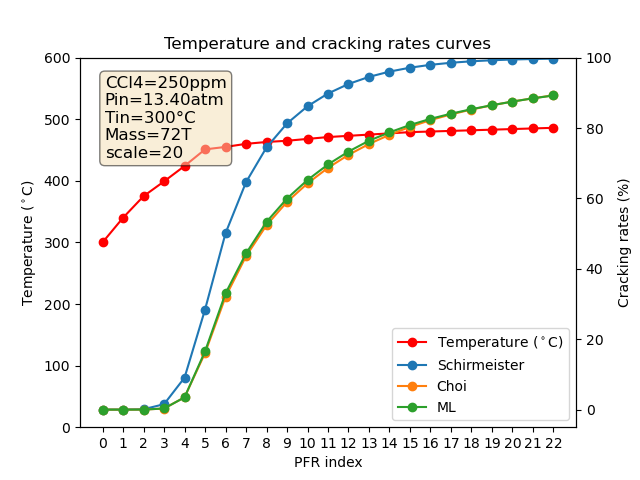 Temperature and cracking rates curves
CCl4=250ppm
Pin=13.40atm
Tin=300°C
Mass=72T
scale=20
Temperature (°C)
600
500
400
300
200
100
0
Cracking rates (%)
100
80
60
40
20
0
Temperature (°C)
Schirmeister
Choi
ML
0 1 2 3 4 5 6 7 8 9 10 11 12 13 14 15 16 17 18 19 20 21 22
PFR index